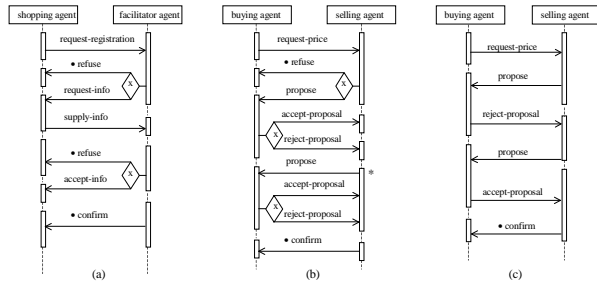 shopping agent
facilitator agent
request-registration
• refuse
x
request-info
supply-info
• refuse
x
accept-info
• confirm
(a)
buying agent
selling agent
request-price
• refuse
x
propose
accept-proposal
x
reject-proposal
propose
*
accept-proposal
x
reject-proposal
• confirm
(b)
buying agent
selling agent
request-price
propose
reject-proposal
propose
accept-proposal
• confirm
(c)